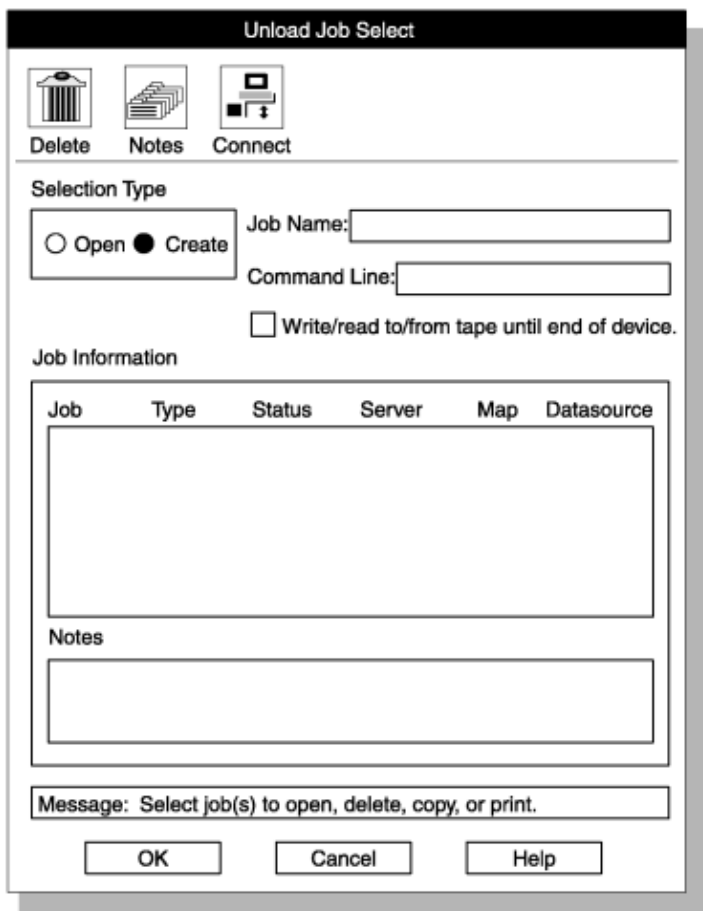 Unload Job Select
Delete Notes Connect
Selection Type
Open Create Job Name:
Command Line:
Write/read to/from tape until end of device.
Job Information
Job Type Status Server Map Datasource
Notes
Message: Select job(s) to open, delete, copy, or print.
OK Cancel Help